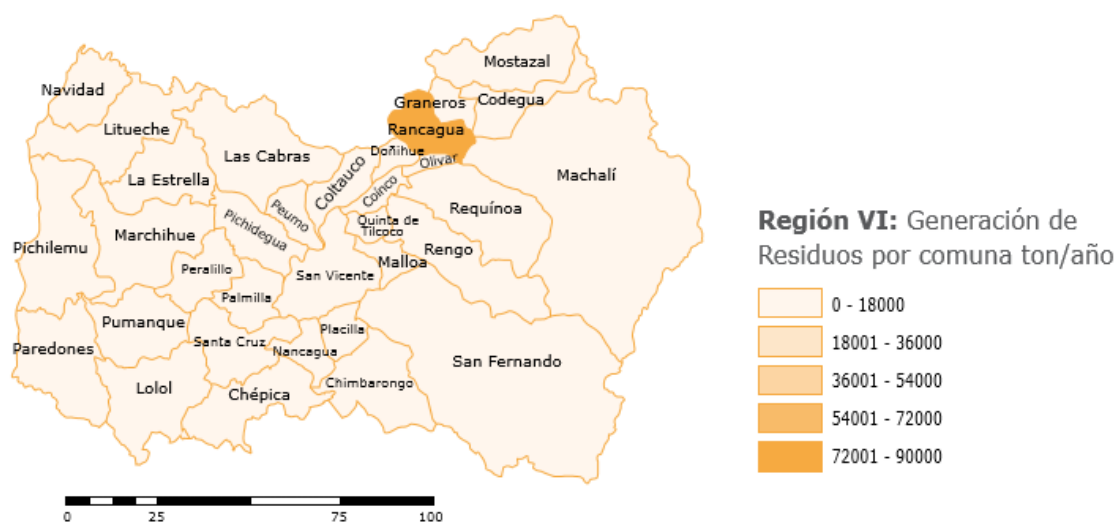 Mostazal
Navidad
Graneros
Codegua
Litueche
Rancagua
Las Cabras
Doñihue
Olivar
La Estrella
Coltauco
Machalí
Coínco
Peumo
Requínoa
Pichidegua
Quinta de
Tilcoco
Marchihue
Pichilemu
Rengo
Malloa
Peralillo
San Vicente
Palmilla
Pumanque
Placilla
Paredones
Santa Cruz
Nancagua
San Fernando
Lolol
Chépica
Chimbarongo
0 25 75 100
Región VI: Generación de
Residuos por comuna ton/año
0 - 18000
18001 - 36000
36001 - 54000
54001 - 72000
72001 - 90000